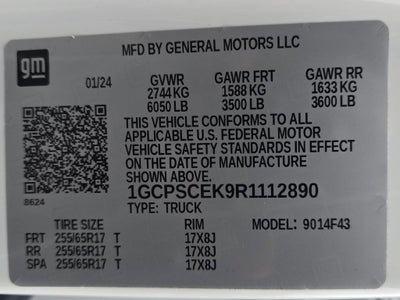 MFD BY GENERAL MOTORS LLC
gm
01/24 GVWR GAWR FRT GAWR RR
2744 KG 1588 KG 1633 KG
6050 LB 3500 LB 3600 LB
THIS VEHICLE CONFORMS TO ALL
APPLICABLE U.S. FEDERAL MOTOR
VEHICLE SAFETY STANDARDS IN EFFECT
ON THE DATE OF MANUFACTURE
SHOWN ABOVE.
8624
1GCPSCEK9R1112890
TYPE: TRUCK
TIRE SIZE RIM MODEL: 9014F43
FRT 255/65R17 T 17X8J
RR 255/65R17 T 17X8J
SPA 255/65R17 T 17X8J